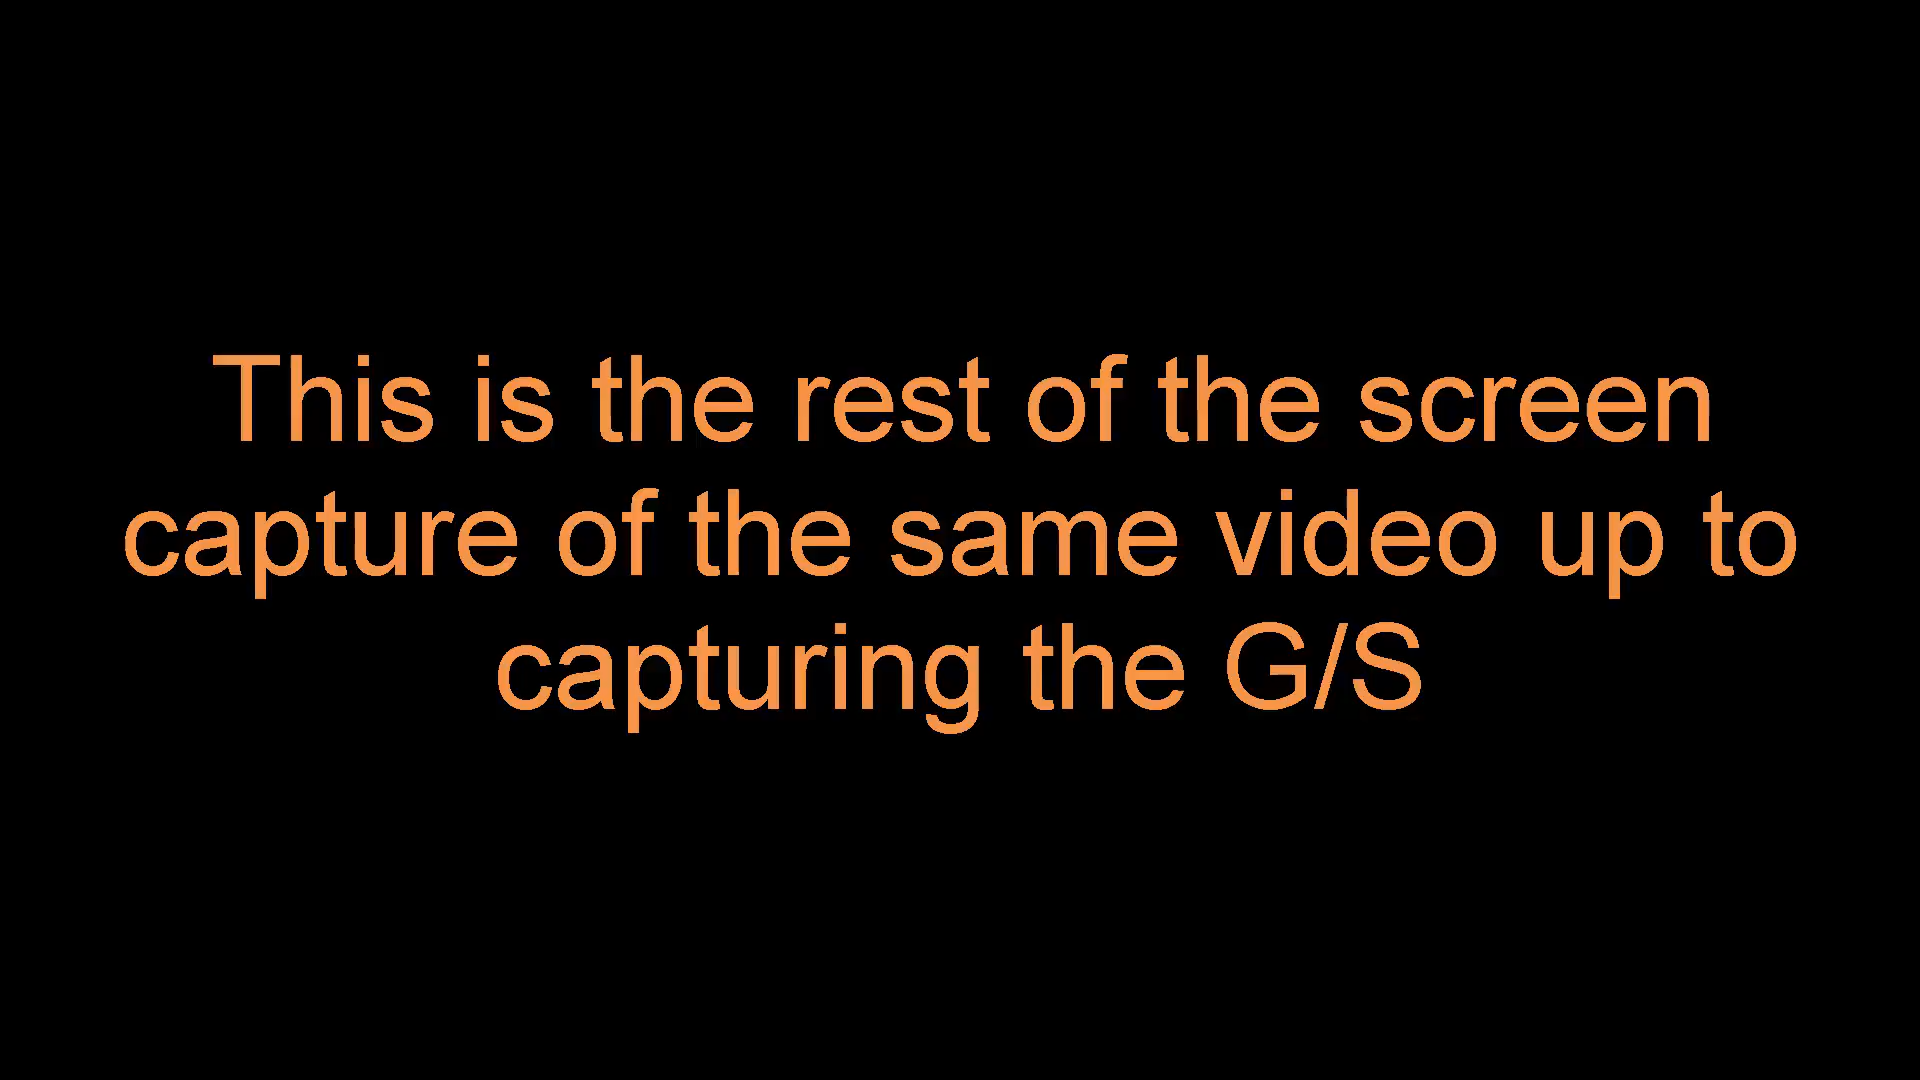 This is the rest of the screen
capture of the same video up to
capturing the G/S